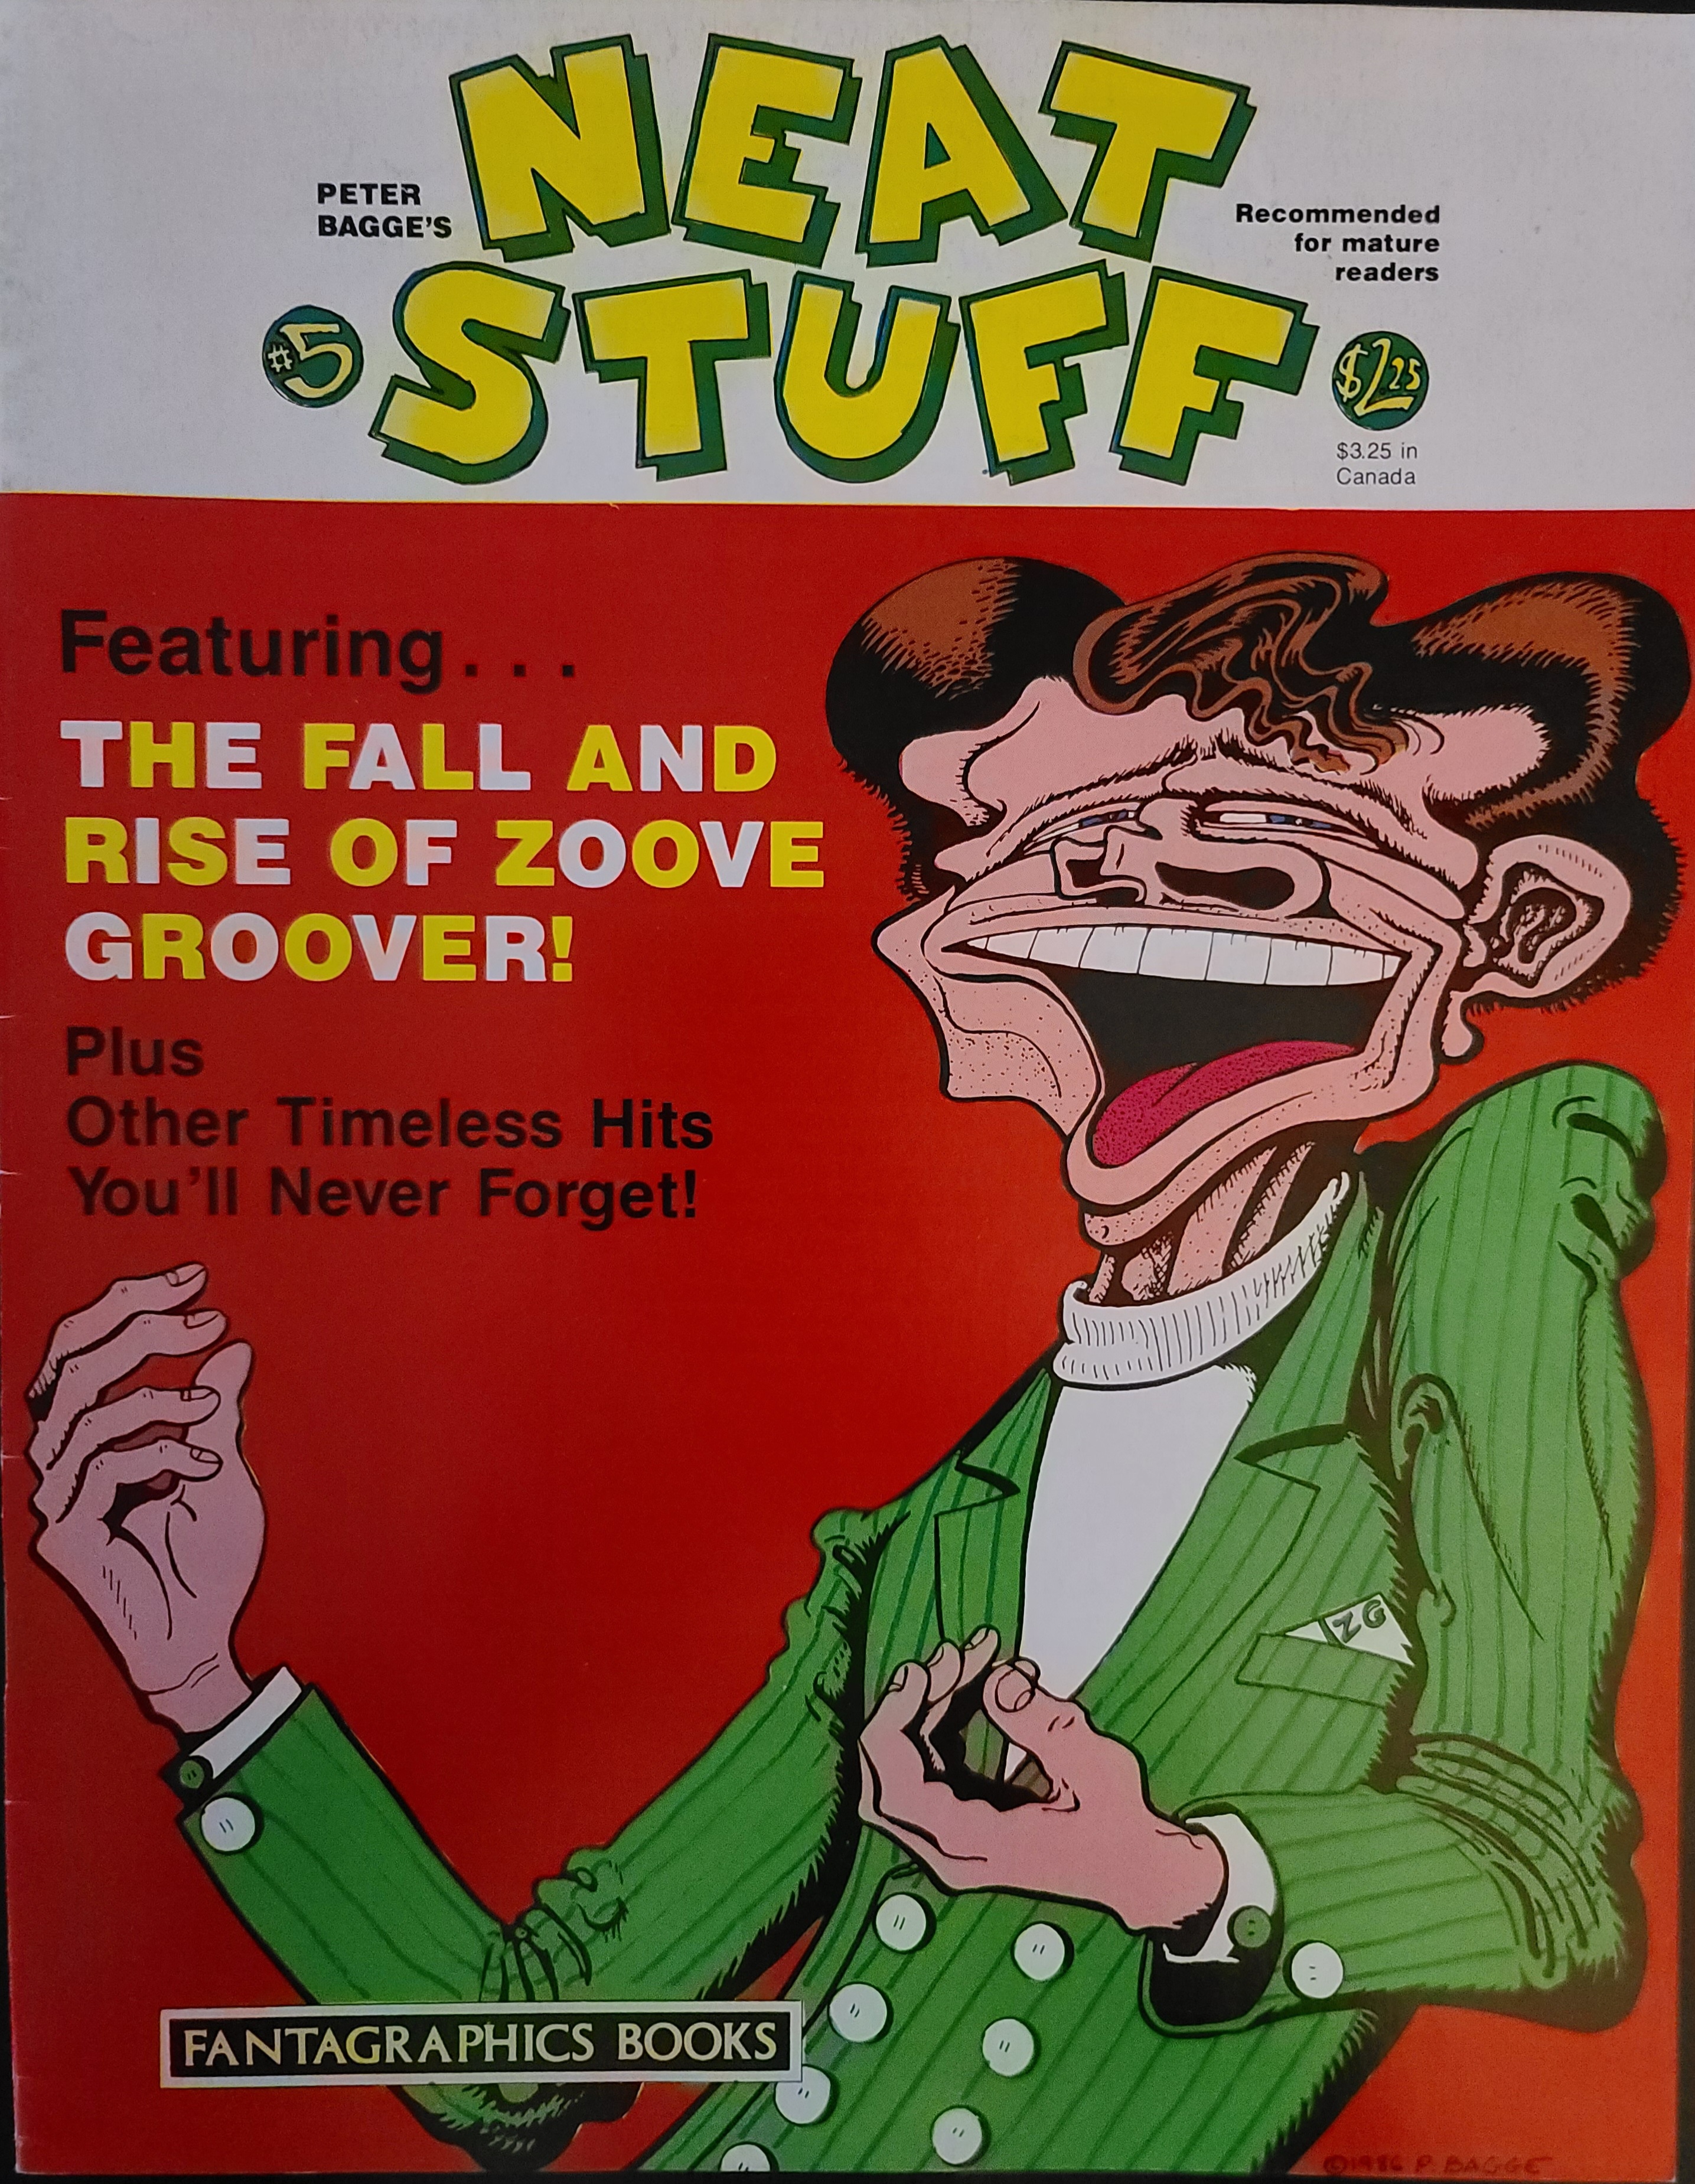 NEAT
STUFF
PETER
BAGGE'S
Recommended
for mature
readers
#5
$2.25
$3.25 in
Canada
Featuring...
THE FALL AND
RISE OF ZOOVE
GROOVER!
Plus
Other Timeless Hits
You'll Never Forget!
ZG
FANTAGRAPHICS BOOKS
©1986 P. BAGGE